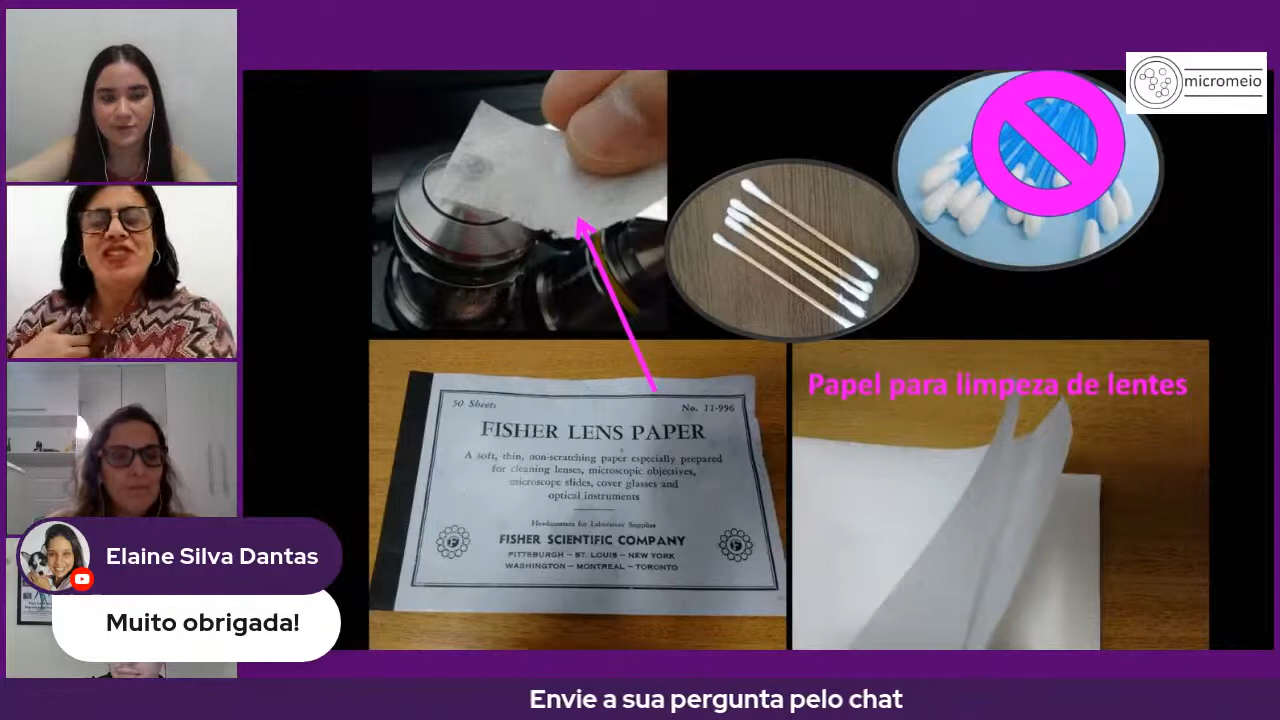 micromeio
Papel para limpeza de lentes
50 Sheets
No. 11-996
FISHER LENS PAPER
A soft, thin, non-scratching paper especially prepared
for cleaning lenses, microscopic objectives,
microscope slides, cover glasses and
optical instruments
Headquarters for Laboratory Supplies
FISHER SCIENTIFIC COMPANY
PITTSBURGH — ST. LOUIS — NEW YORK
WASHINGTON — MONTREAL — TORONTO
F
F
Elaine Silva Dantas
Muito obrigada!
Envie a sua pergunta pelo chat